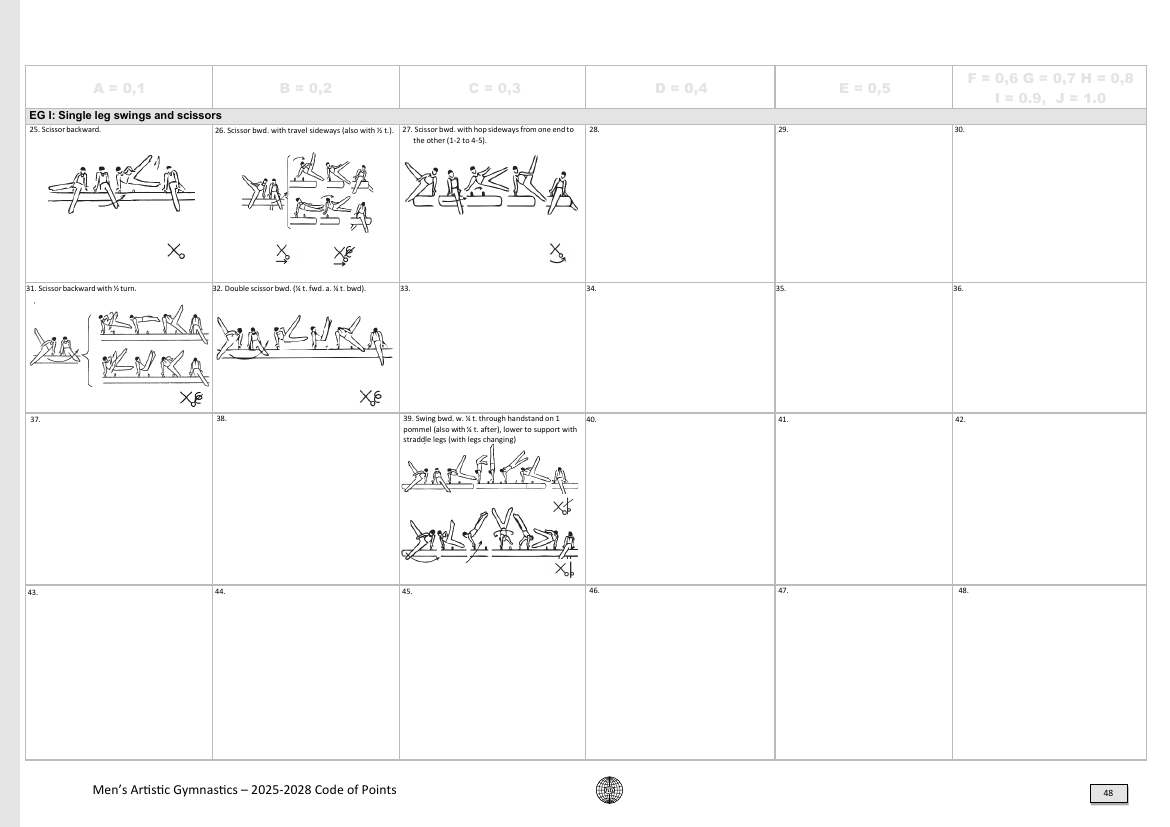 A = 0,1
B = 0,2
C = 0,3
D = 0,4
E = 0,5
F = 0,6 G = 0,7 H = 0,8
I = 0.9, J = 1.0
EG I: Single leg swings and scissors
25. Scissor backward.
26. Scissor bwd. with travel sideways (also with ½ t.).
27. Scissor bwd. with hop sideways from one end to
the other (1-2 to 4-5).
28.
29.
30.
31. Scissor backward with ½ turn.
32. Double scissor bwd. (¼ t. fwd. a. ¼ t. bwd).
33.
34.
35.
36.
37.
38.
39. Swing bwd. w. ¼ t. through handstand on 1
pommel (also with ¼ t. after), lower to support with
straddle legs (with legs changing)
40.
41.
42.
43.
44.
45.
46.
47.
48.
Men's Artistic Gymnastics – 2025-2028 Code of Points
48